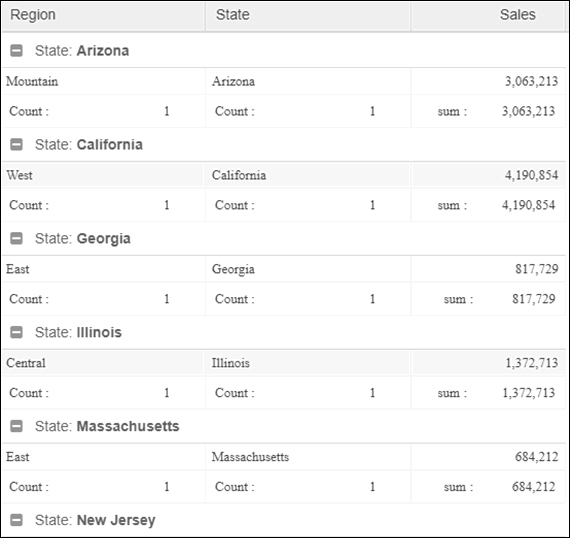 Region State Sales
State: Arizona
Mountain Arizona 3,063,213
Count : 1 Count : 1 sum : 3,063,213
State: California
West California 4,190,854
Count : 1 Count : 1 sum : 4,190,854
State: Georgia
East Georgia 817,729
Count : 1 Count : 1 sum : 817,729
State: Illinois
Central Illinois 1,372,713
Count : 1 Count : 1 sum : 1,372,713
State: Massachusetts
East Massachusetts 684,212
Count : 1 Count : 1 sum : 684,212
State: New Jersey